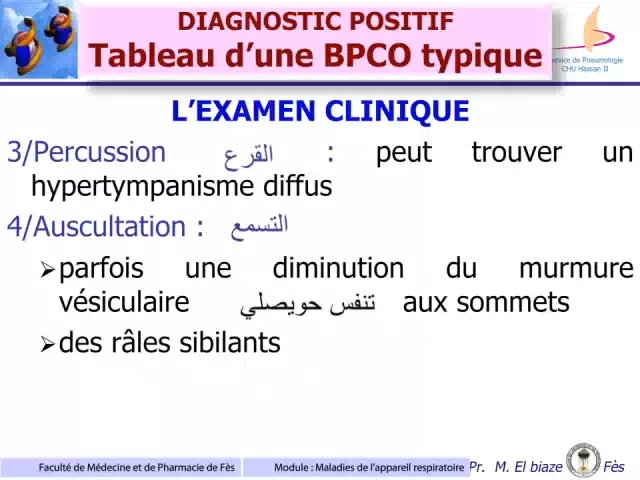 DIAGNOSTIC POSITIF
Tableau d’une BPCO typique
service de Pneumologie
CHU Hassan II
L’EXAMEN CLINIQUE
3/Percussion القرع : peut trouver un
hypertympanisme diffus
4/Auscultation : التسمع
➢parfois une diminution du murmure
vésiculaire تنفس حويصلي aux sommets
➢des râles sibilants
Faculté de Médecine et de Pharmacie de Fès Module : Maladies de l’appareil respiratoire Pr. M. El biaze Fès